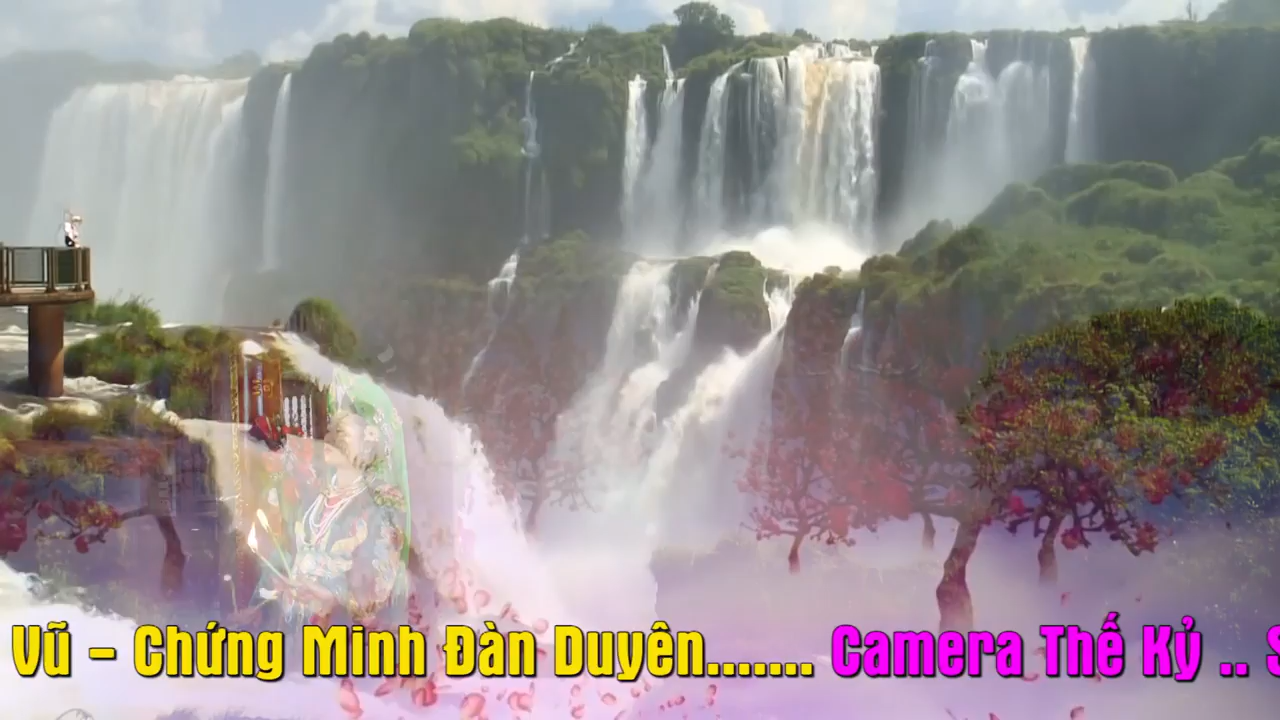 Vũ - Chứng Minh Đàn Duyên....... Camera Thế Kỷ .. S